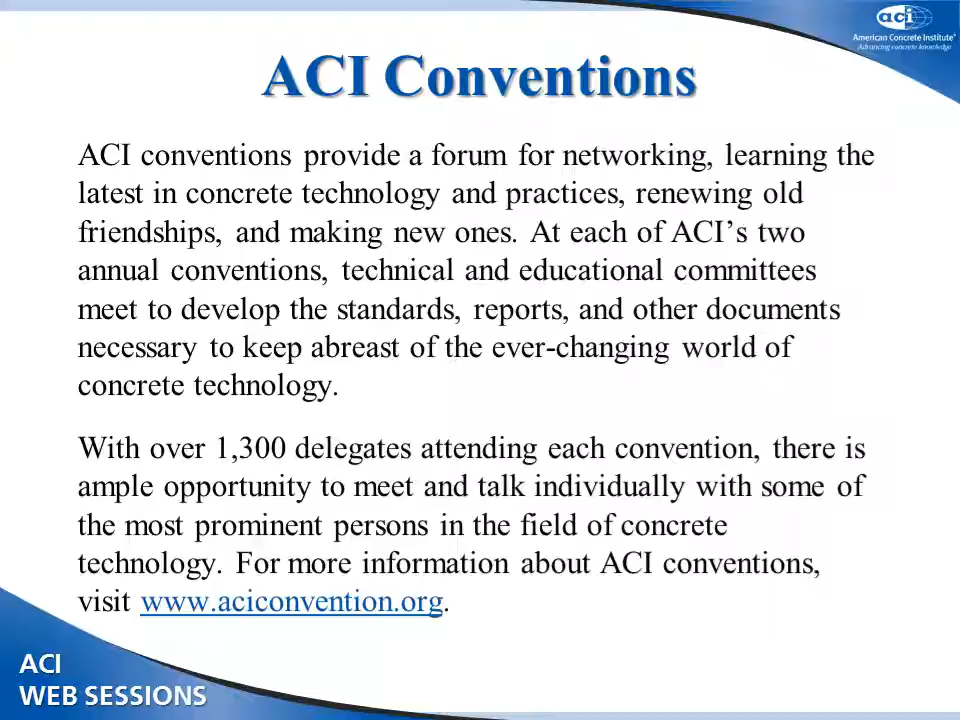 aci
American Concrete Institute®
Advancing concrete knowledge
ACI Conventions
ACI conventions provide a forum for networking, learning the
latest in concrete technology and practices, renewing old
friendships, and making new ones. At each of ACI’s two
annual conventions, technical and educational committees
meet to develop the standards, reports, and other documents
necessary to keep abreast of the ever-changing world of
concrete technology.
With over 1,300 delegates attending each convention, there is
ample opportunity to meet and talk individually with some of
the most prominent persons in the field of concrete
technology. For more information about ACI conventions,
visit www.aciconvention.org.
ACI
WEB SESSIONS